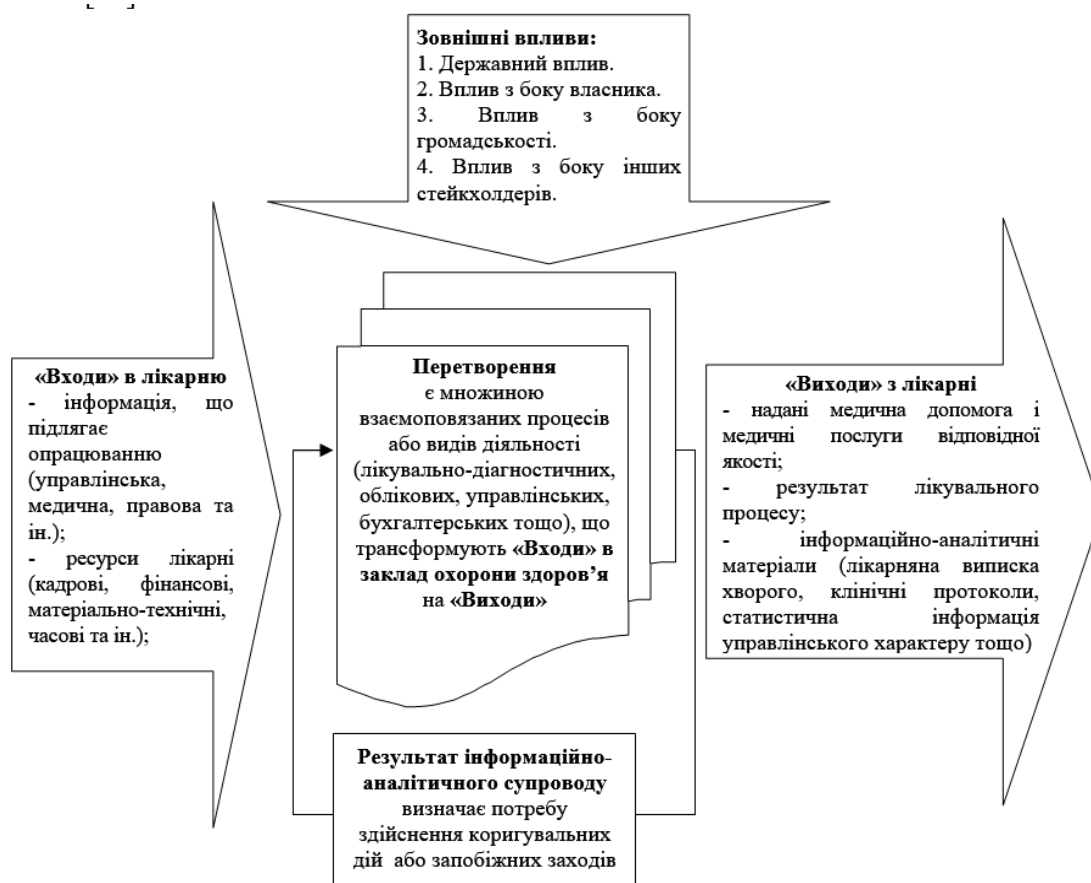 Зовнішні впливи:
1. Державний вплив.
2. Вплив з боку власника.
3. Вплив з боку
громадськості.
4. Вплив з боку інших
стейкхолдерів.
«Входи» в лікарню
- інформація, що
підлягає
опрацюванню
(управлінська,
медична, правова та
ін.);
- ресурси лікарні
(кадрові, фінансові,
матеріально-технічні,
часові та ін.);
Перетворення
є множиною
взаємоповязаних процесів
або видів діяльності
(лікувально-діагностичних,
облікових, управлінських,
бухгалтерських тощо), що
трансформують «Входи» в
заклад охорони здоров’я
на «Виходи»
«Виходи» з лікарні
- надані медична допомога і
медичні послуги відповідної
якості;
- результат лікувального
процесу;
- інформаційно-аналітичні
матеріали (лікарняна виписка
хворого, клінічні протоколи,
статистична інформація
управлінського характеру тощо)
Результат інформаційно-
аналітичного супроводу
визначає потребу
здійснення коригувальних
дій або запобіжних заходів